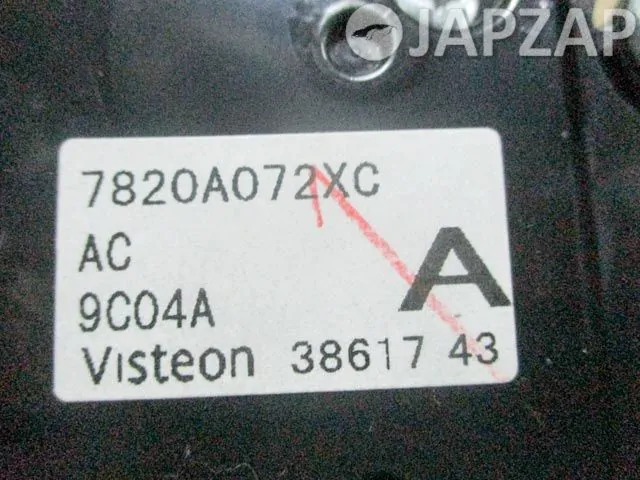 JAPZAP
7820A072XC
AC
A
9C04A
Visteon 38617 43